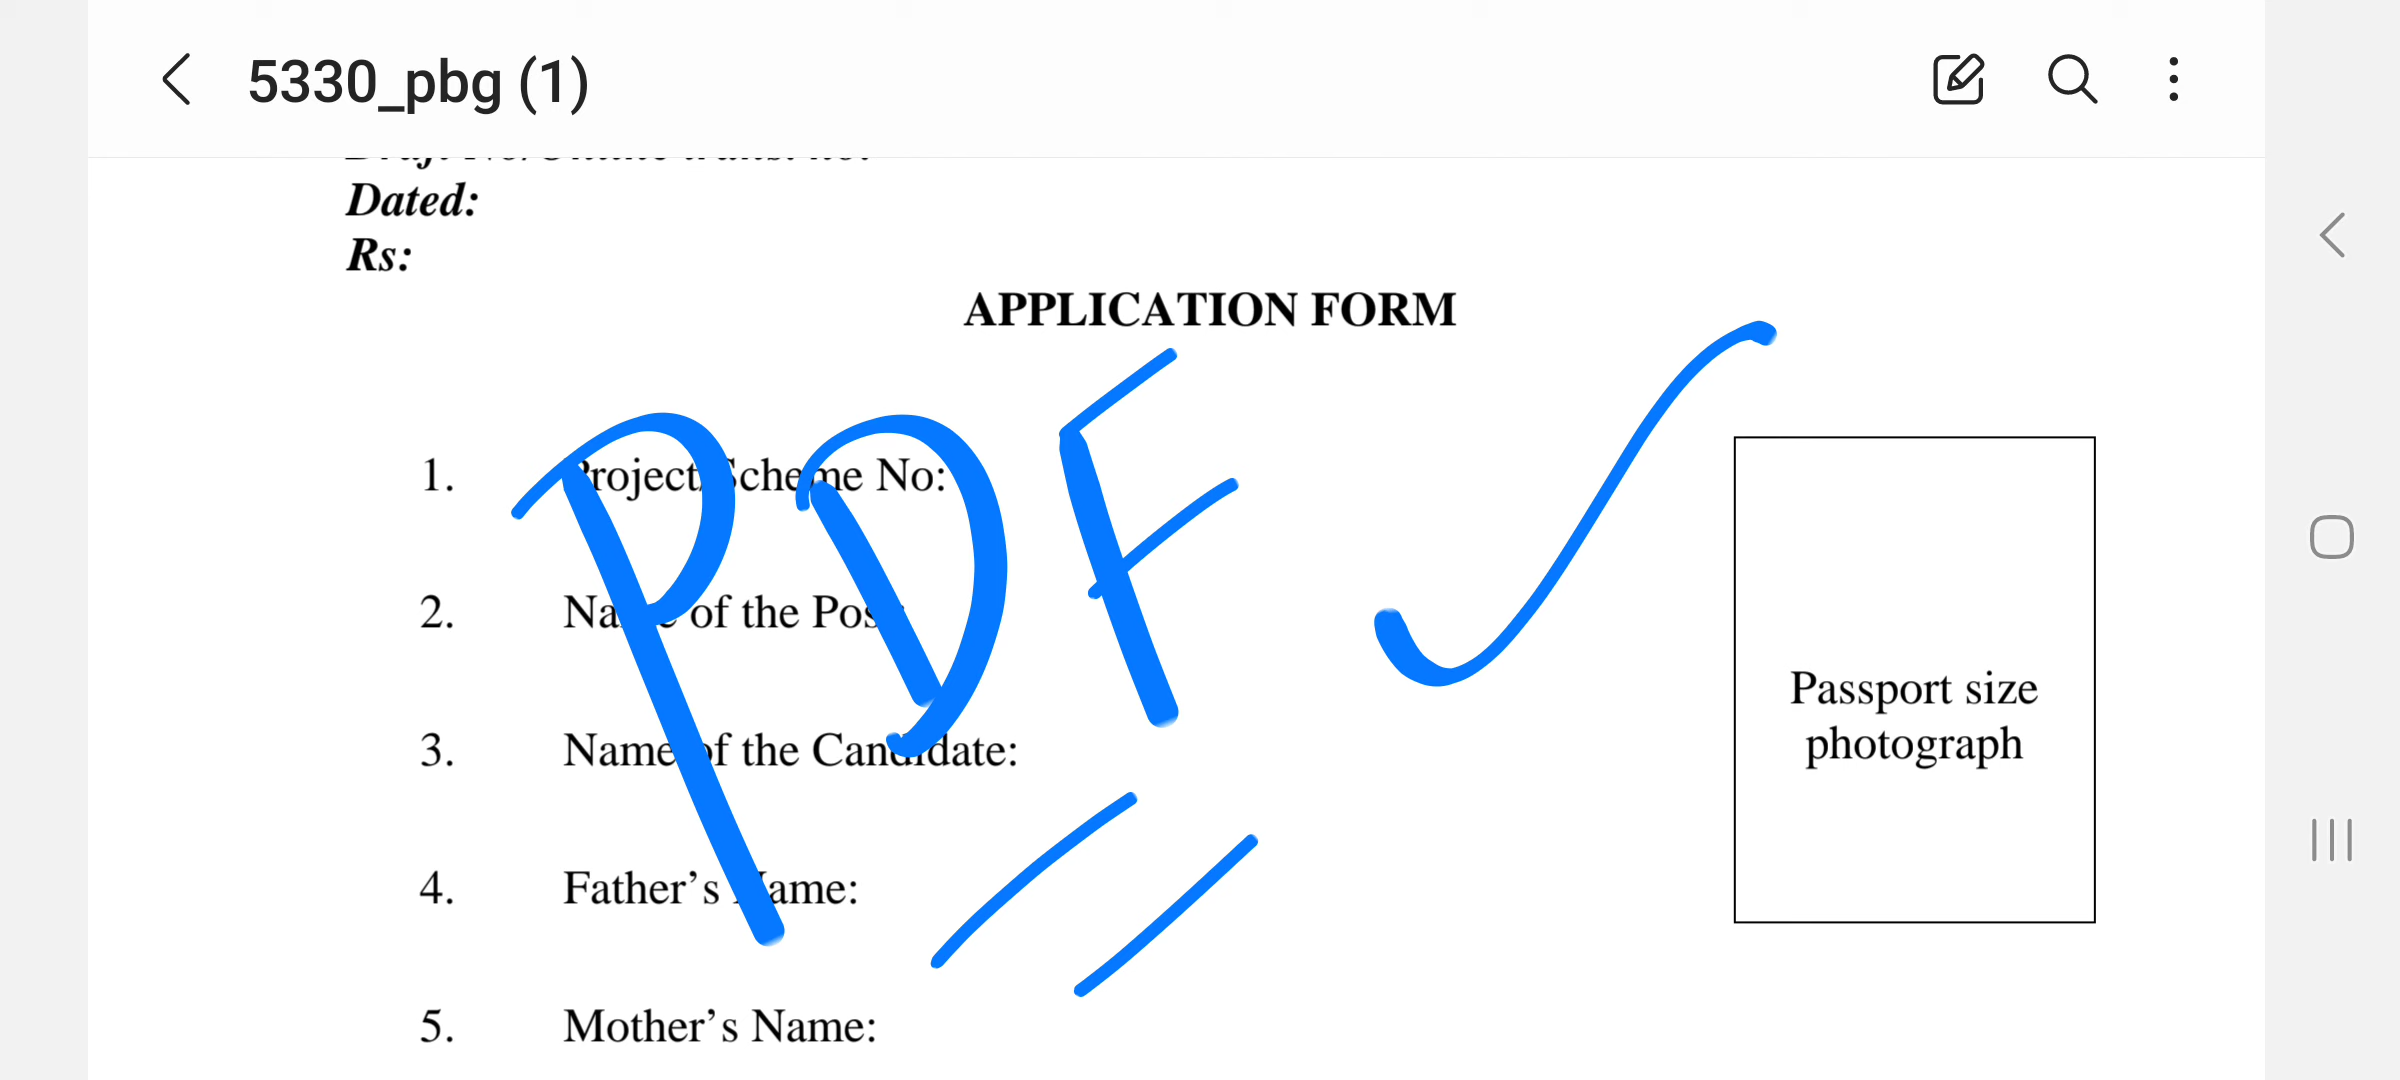 5330_pbg (1)
Dated:
Rs:
APPLICATION FORM
PDF
1. Project/Scheme No:
2. Name of the Post:
3. Name of the Candidate:
4. Father’s Name:
5. Mother’s Name:
Passport size
photograph